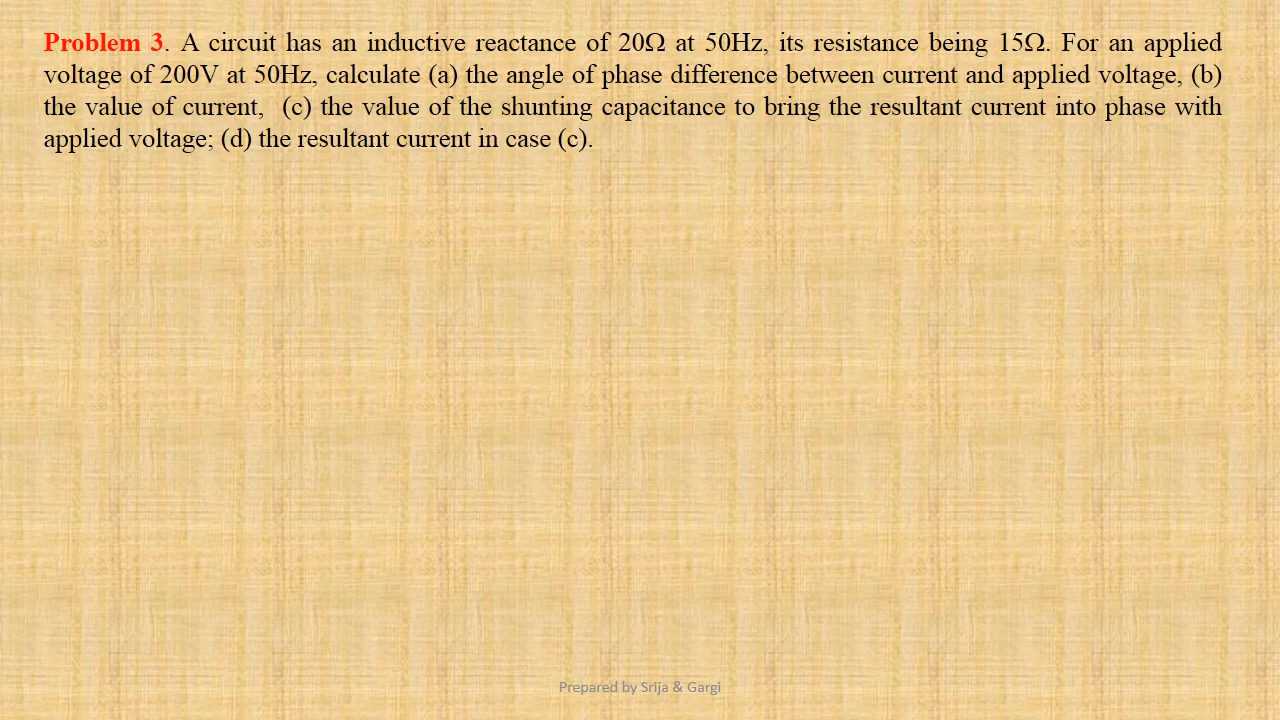 Problem 3. A circuit has an inductive reactance of 20Ω at 50Hz, its resistance being 15Ω. For an applied
voltage of 200V at 50Hz, calculate (a) the angle of phase difference between current and applied voltage, (b)
the value of current,  (c) the value of the shunting capacitance to bring the resultant current into phase with
applied voltage; (d) the resultant current in case (c).
Prepared by Srija & Gargi